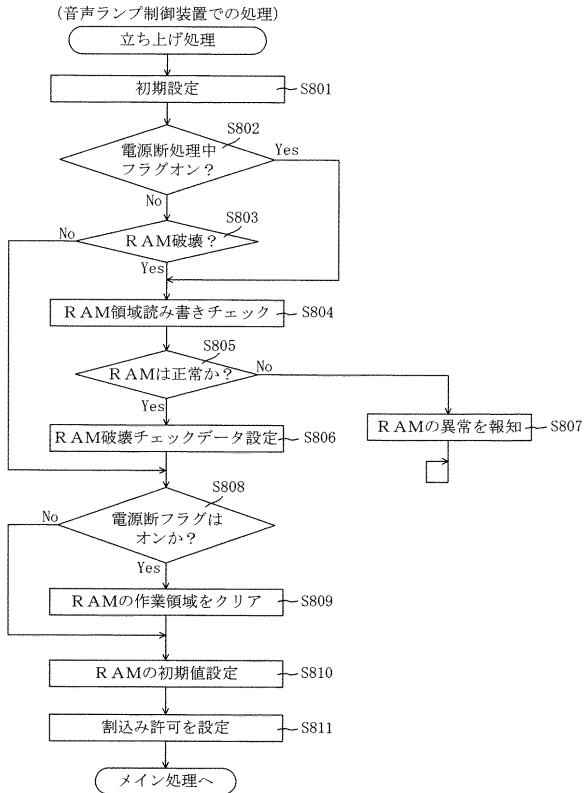 (音声ランプ制御装置での処理)
立ち上げ処理
初期設定
S801
S802
電源断処理中
フラグオン?
Yes
No
S803
RAM破壊?
No
Yes
RAM領域読み書きチェック
S804
S805
RAMは正常か?
No
Yes
RAM破壊チェックデータ設定
S806
RAMの異常を報知
S807
S808
電源断フラグは
オンか?
No
Yes
RAMの作業領域をクリア
S809
RAMの初期値設定
S810
割込み許可を設定
S811
メイン処理へ